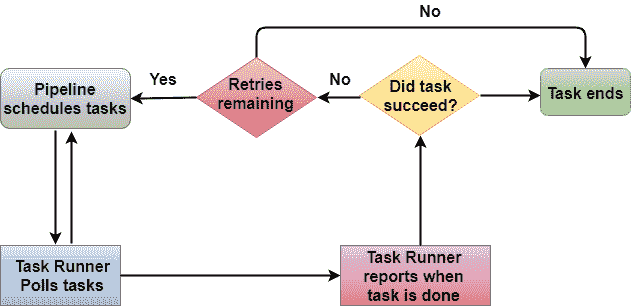 No
Pipeline
schedules tasks
Yes
Retries
remaining
No
Did task
succeed?
Task ends
Task Runner
Polls tasks
Task Runner
reports when
task is done